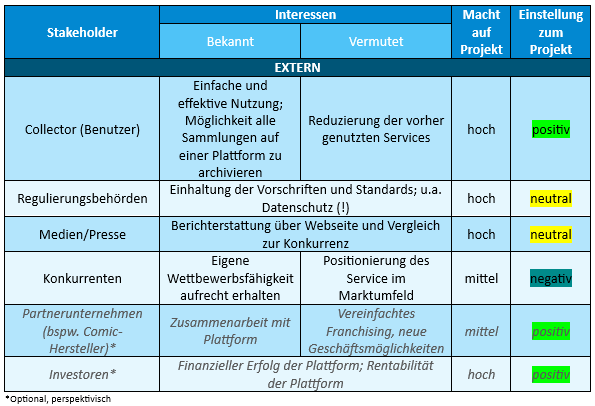 Stakeholder
Interessen
Macht
auf
Projekt
Einstellung
zum
Projekt
Bekannt
Vermutet
EXTERN
Collector (Benutzer)
Einfache und
effektive Nutzung;
Möglichkeit alle
Sammlungen auf
einer Plattform zu
archivieren
Reduzierung der vorher
genutzten Services
hoch
positiv
Regulierungsbehörden
Einhaltung der Vorschriften und Standards; u.a.
Datenschutz (!)
hoch
neutral
Medien/Presse
Berichterstattung über Webseite und Vergleich
zur Konkurrenz
hoch
neutral
Konkurrenten
Eigene
Wettbewerbsfähigkeit
aufrecht erhalten
Positionierung des
Service im
Marktumfeld
mittel
negativ
Partnerunternehmen
(bspw. Comic-
Hersteller)*
Zusammenarbeit mit
Plattform
Vereinfachtes
Franchising, neue
Geschäftsmöglichkeiten
mittel
positiv
Investoren*
Finanzieller Erfolg der Plattform; Rentabilität
der Plattform
hoch
positiv
*Optional, perspektivisch